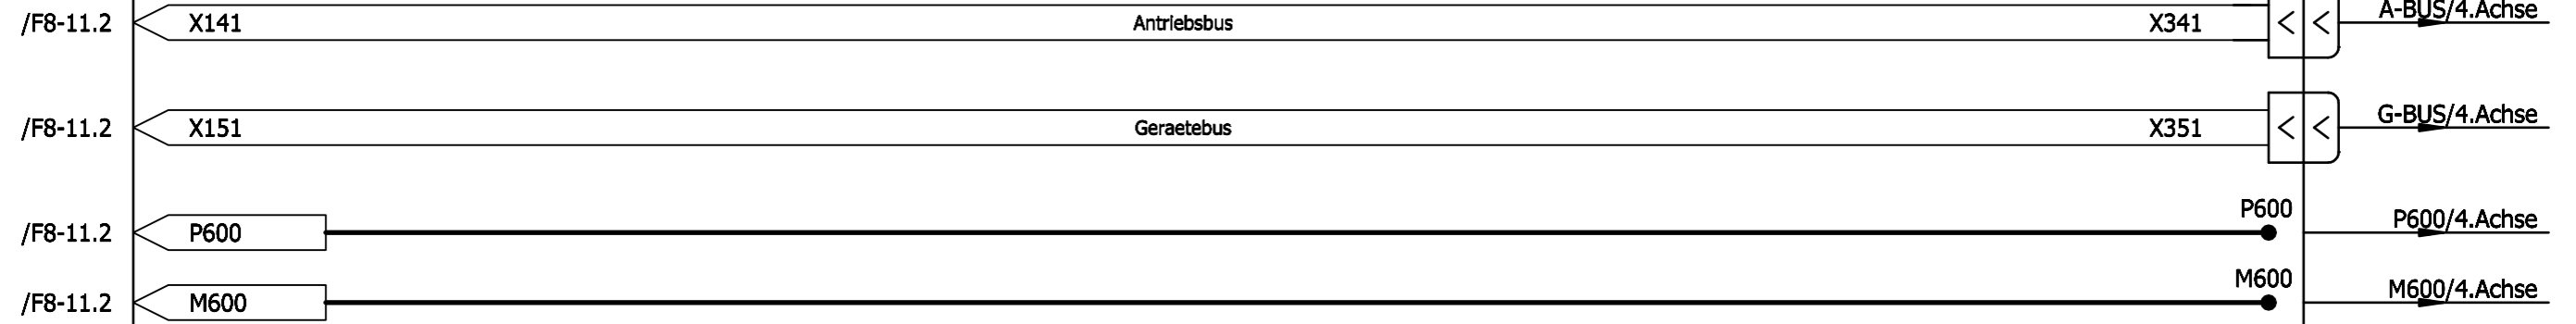 /F8-11.2 X141 Antriebsbus X341 A-BUS/4.Achse
/F8-11.2 X151 Geraetebus X351 G-BUS/4.Achse
P600
/F8-11.2 P600 P600/4.Achse
M600
/F8-11.2 M600 M600/4.Achse